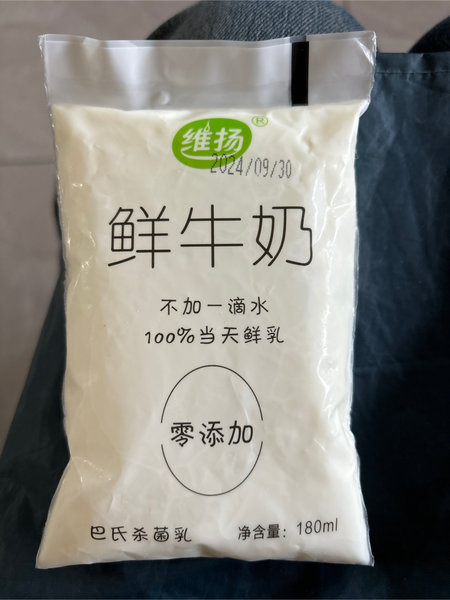 维扬®
2024/09/30
鲜牛奶
不加一滴水
100%当天鲜乳
零添加
巴氏杀菌乳 净含量: 180ml